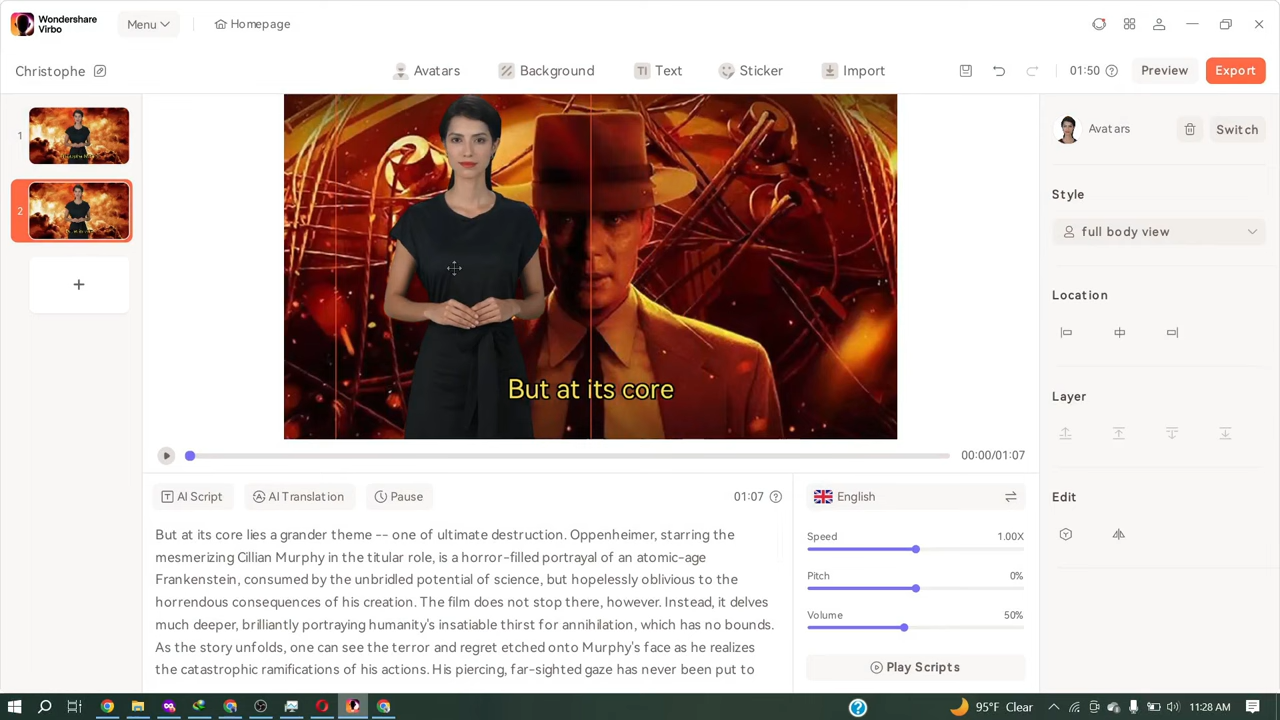 Wondershare
Virbo
Menu
Homepage
Christophe
Avatars
Background
TI Text
Sticker
Import
01:50
Preview
Export
1
2
+
But at its core
00:00/01:07
Avatars
Switch
Style
full body view
Location
Layer
Edit
T AI Script
A AI Translation
Pause
01:07
But at its core lies a grander theme -- one of ultimate destruction. Oppenheimer, starring the
mesmerizing Cillian Murphy in the titular role, is a horror-filled portrayal of an atomic-age
Frankenstein, consumed by the unbridled potential of science, but hopelessly oblivious to the
horrendous consequences of his creation. The film does not stop there, however. Instead, it delves
much deeper, brilliantly portraying humanity's insatiable thirst for annihilation, which has no bounds.
As the story unfolds, one can see the terror and regret etched onto Murphy's face as he realizes
the catastrophic ramifications of his actions. His piercing, far-sighted gaze has never been put to
English
Speed 1.00X
Pitch 0%
Volume 50%
Play Scripts
95°F Clear
11:28 AM